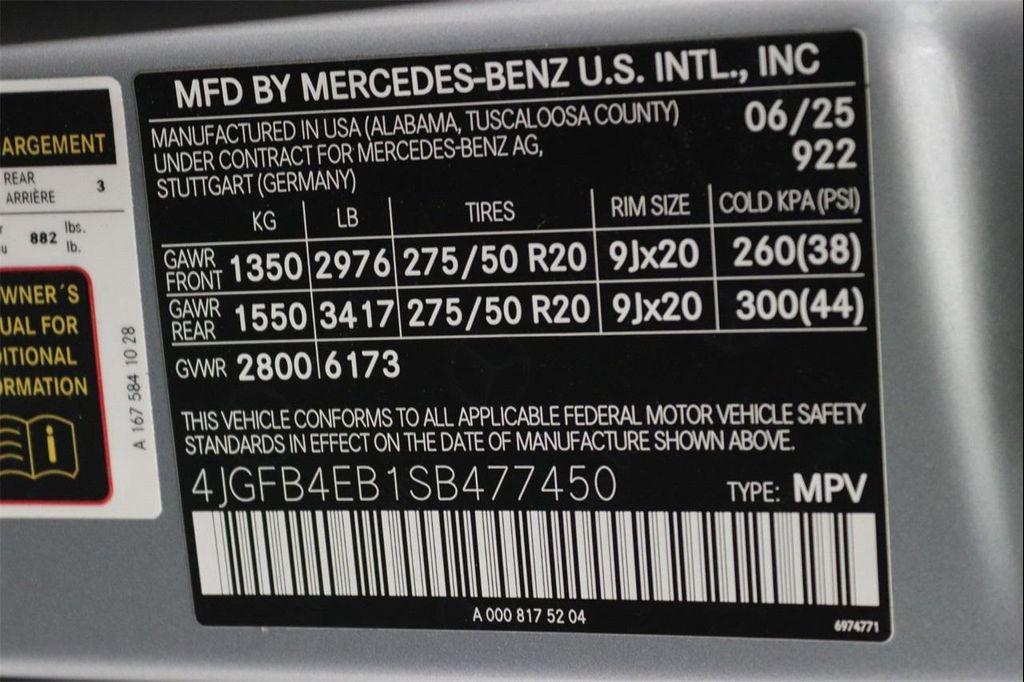 ARGEMENT
REAR
ARRIÈRE
3
882 lbs.
lb.
WNER´S
UAL FOR
DITIONAL
ORMATION
i
A 167 584 10 28
MFD BY MERCEDES-BENZ U.S. INTL., INC
MANUFACTURED IN USA (ALABAMA, TUSCALOOSA COUNTY) 06/25
UNDER CONTRACT FOR MERCEDES-BENZ AG, 922
STUTTGART (GERMANY)
KG LB TIRES RIM SIZE COLD KPA (PSI)
GAWR FRONT 1350 2976 275/50 R20 9Jx20 260(38)
GAWR REAR 1550 3417 275/50 R20 9Jx20 300(44)
GVWR 2800 6173
THIS VEHICLE CONFORMS TO ALL APPLICABLE FEDERAL MOTOR VEHICLE SAFETY
STANDARDS IN EFFECT ON THE DATE OF MANUFACTURE SHOWN ABOVE.
4JGFB4EB1SB477450 TYPE: MPV
A 000 817 52 04
6974771